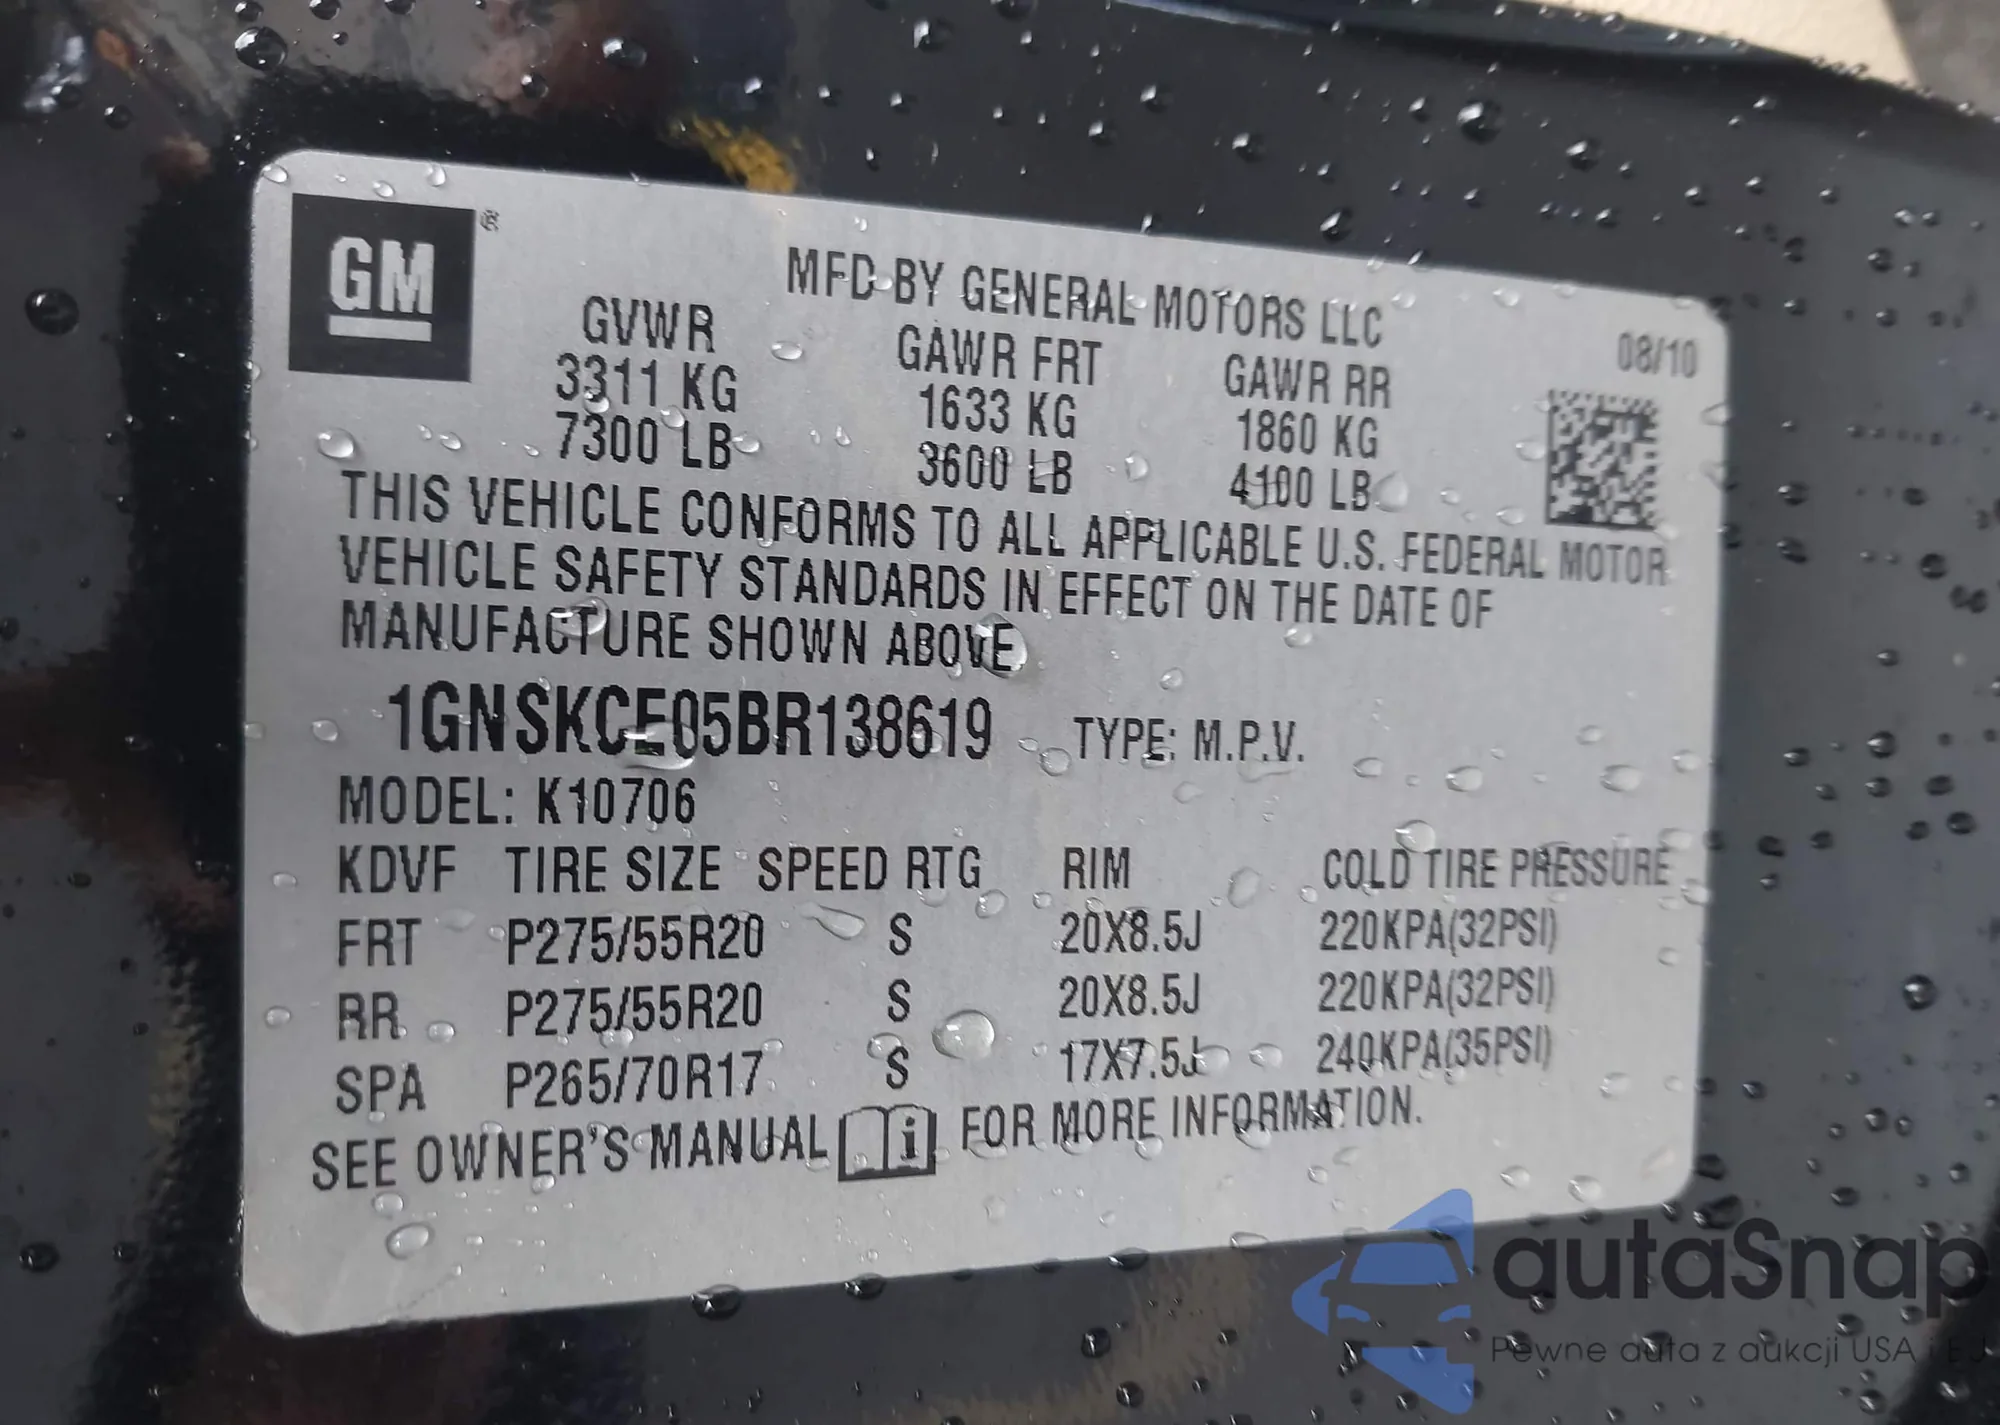 GM ®
MFD BY GENERAL MOTORS LLC
08/10
GVWR GAWR FRT GAWR RR
3311 KG 1633 KG 1860 KG
7300 LB 3600 LB 4100 LB
THIS VEHICLE CONFORMS TO ALL APPLICABLE U.S. FEDERAL MOTOR
VEHICLE SAFETY STANDARDS IN EFFECT ON THE DATE OF
MANUFACTURE SHOWN ABOVE
1GNSKCE05BR138619 TYPE: M.P.V.
MODEL: K10706
KDVF TIRE SIZE SPEED RTG RIM COLD TIRE PRESSURE
FRT P275/55R20 S 20X8.5J 220KPA(32PSI)
RR P275/55R20 S 20X8.5J 220KPA(32PSI)
SPA P265/70R17 S 17X7.5J 240KPA(35PSI)
SEE OWNER'S MANUAL i FOR MORE INFORMATION.
autaSnap
Pewne auta z aukcji USA i EU